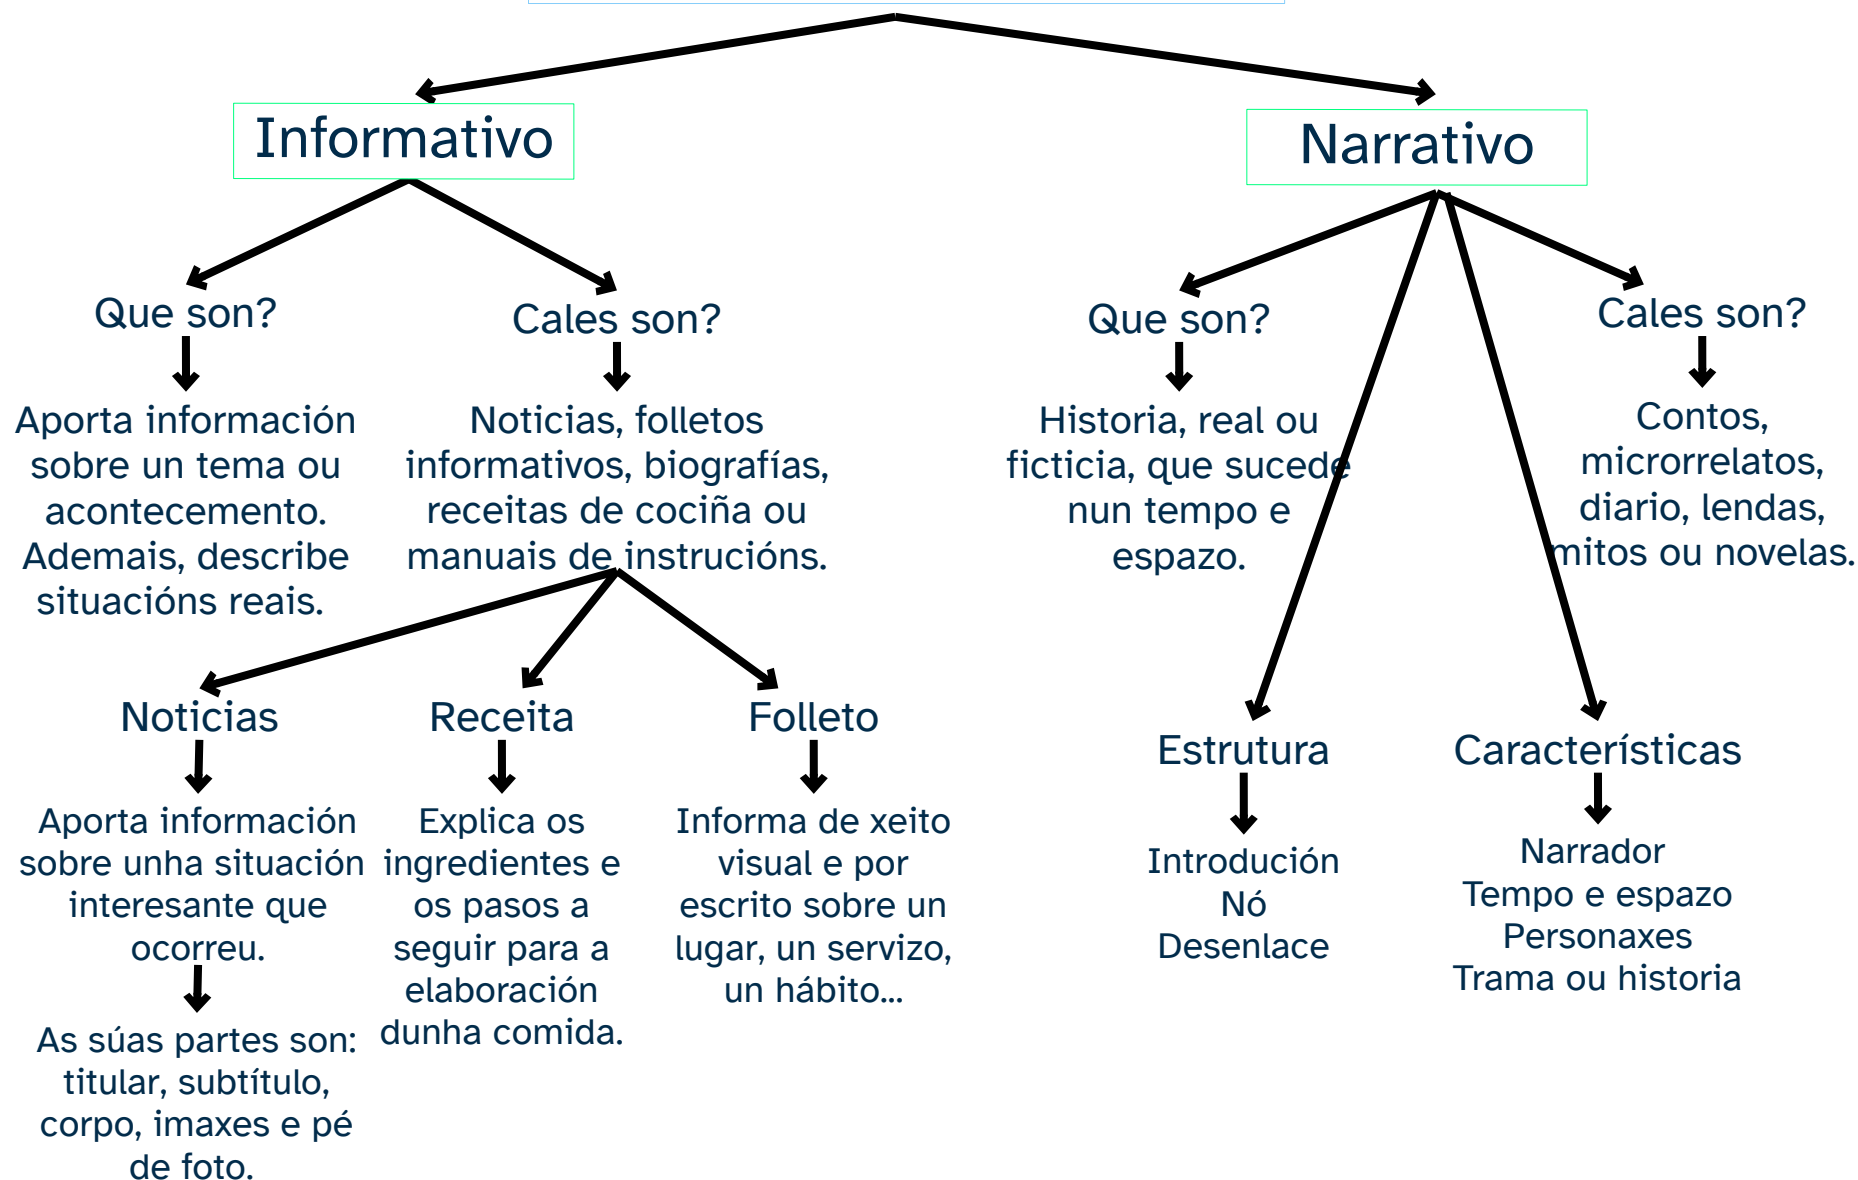 Informativo
Narrativo
Que son?
Cales son?
Que son?
Cales son?
Aporta información
sobre un tema ou
acontecemento.
Ademais, describe
situacións reais.
Noticias, folletos
informativos, biografías,
receitas de cociña ou
manuais de instrucións.
Historia, real ou
ficticia, que sucede
nun tempo e
espazo.
Contos,
microrrelatos,
diario, lendas,
mitos ou novelas.
Noticias
Receita
Folleto
Estrutura
Características
Aporta información
sobre unha situación
interesante que
ocorreu.
As súas partes son:
titular, subtítulo,
corpo, imaxes e pé
de foto.
Explica os
ingredientes e
os pasos a
seguir para a
elaboración
dunha comida.
Informa de xeito
visual e por
escrito sobre un
lugar, un servizo,
un hábito...
Introdución
Nó
Desenlace
Narrador
Tempo e espazo
Personaxes
Trama ou historia